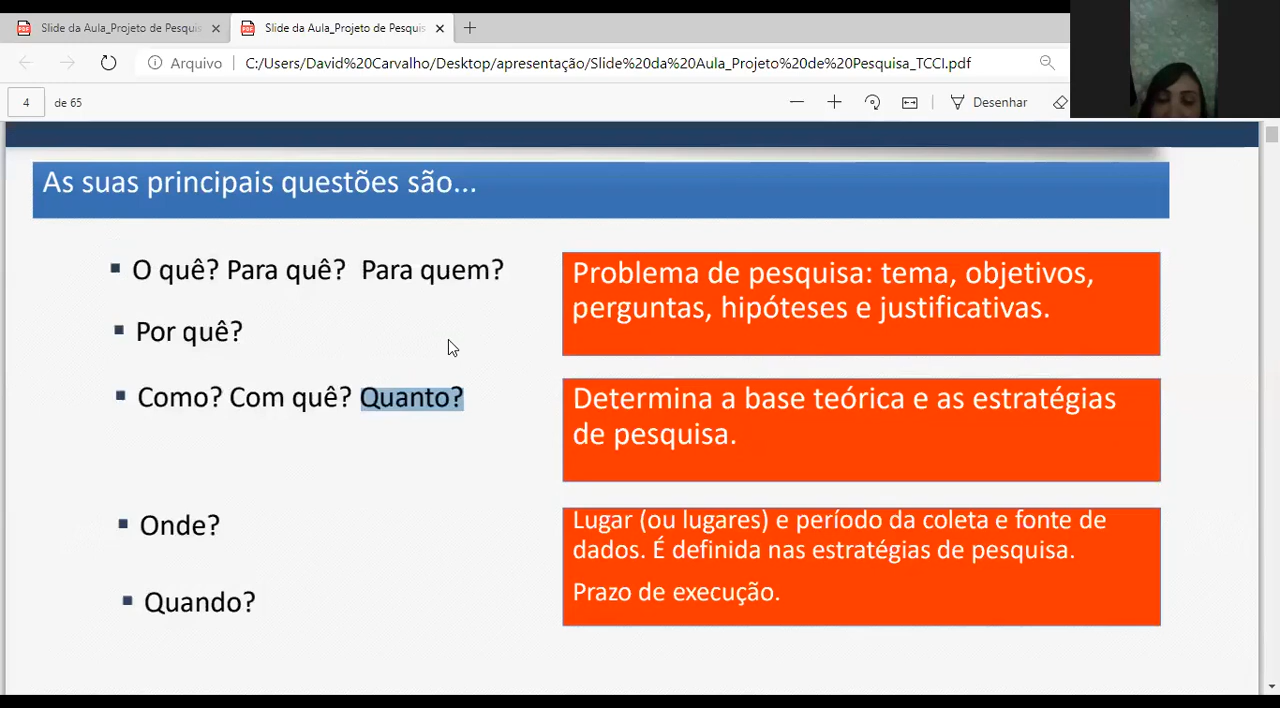 Slide da Aula_Projeto de Pesqui
Slide da Aula_Projeto de Pesquis
Arquivo
C:/Users/David%20Carvalho/Desktop/apresentação/Slide%20da%20Aula_Projeto%20de%20Pesquisa_TCCI.pdf
4 de 65
Desenhar
As suas principais questões são...
O quê? Para quê? Para quem?
Por quê?
Problema de pesquisa: tema, objetivos,
perguntas, hipóteses e justificativas.
Como? Com quê? Quanto?
Determina a base teórica e as estratégias
de pesquisa.
Onde?
Quando?
Lugar (ou lugares) e período da coleta e fonte de
dados. É definida nas estratégias de pesquisa.
Prazo de execução.